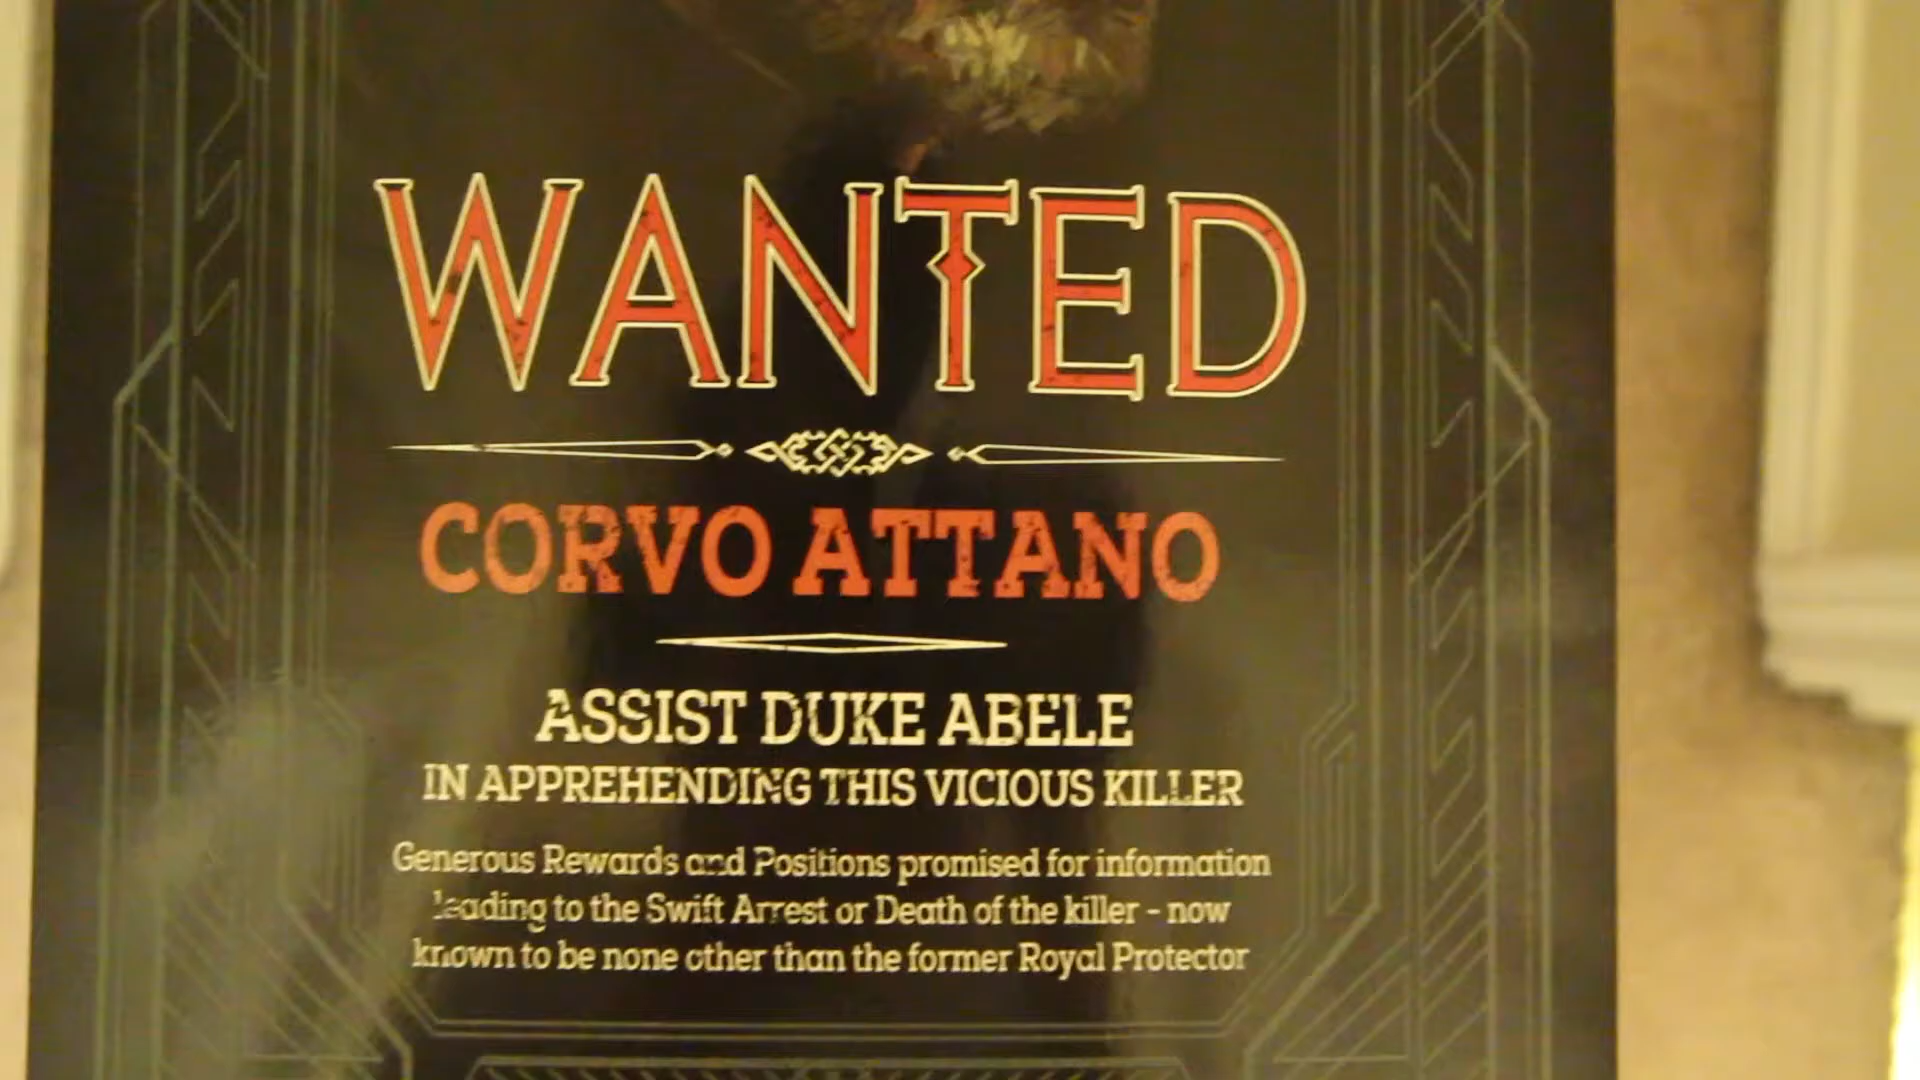 WANTED
CORVO ATTANO
ASSIST DUKE ABELE
IN APPREHENDING THIS VICIOUS KILLER
Generous Rewards and Positions promised for information
leading to the Swift Arrest or Death of the killer - now
known to be none other than the former Royal Protector